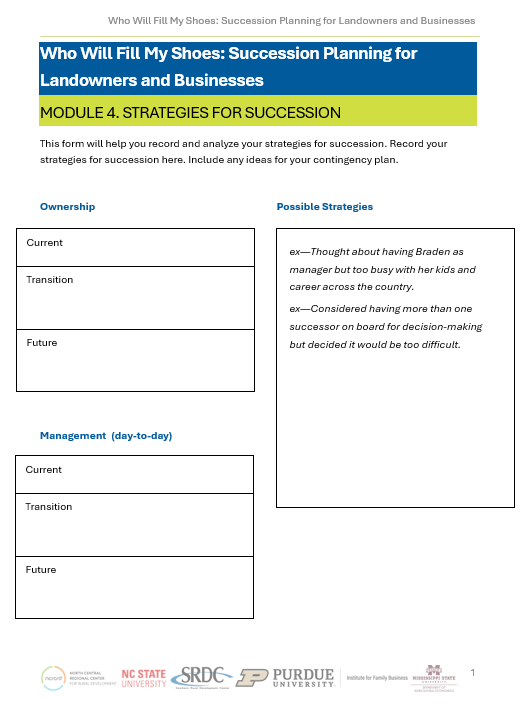 Who Will Fill My Shoes: Succession Planning for Landowners and Businesses
Who Will Fill My Shoes: Succession Planning for
Landowners and Businesses
MODULE 4. STRATEGIES FOR SUCCESSION
This form will help you record and analyze your strategies for succession. Record your
strategies for succession here. Include any ideas for your contingency plan.
Ownership
Current
Transition
Future
Management (day-to-day)
Current
Transition
Future
Possible Strategies
ex—Thought about having Braden as
manager but too busy with her kids and
career across the country.
ex—Considered having more than one
successor on board for decision-making
but decided it would be too difficult.
NORTH CENTRAL
REGIONAL CENTER
FOR RURAL DEVELOPMENT
NC STATE
UNIVERSITY
SRDC
Southern Rural Development Center
PURDUE
UNIVERSITY
Institute for Family Business
MISSISSIPPI STATE
UNIVERSITY
1